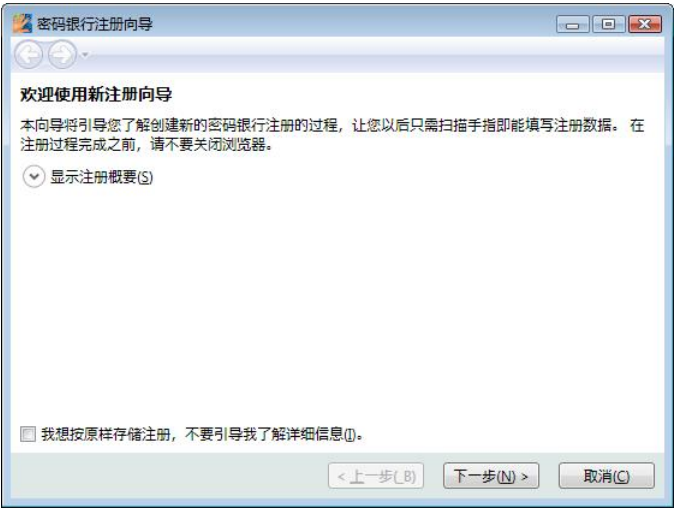 密码银行注册向导
欢迎使用新注册向导
本向导将引导您了解创建新的密码银行注册的过程，让您以后只需扫描手指即能填写注册数据。 在
注册过程完成之前，请不要关闭浏览器。
显示注册概要(S)
我想按原样存储注册，不要引导我了解详细信息(I)。
< 上一步( B)
下一步(N) >
取消(C)